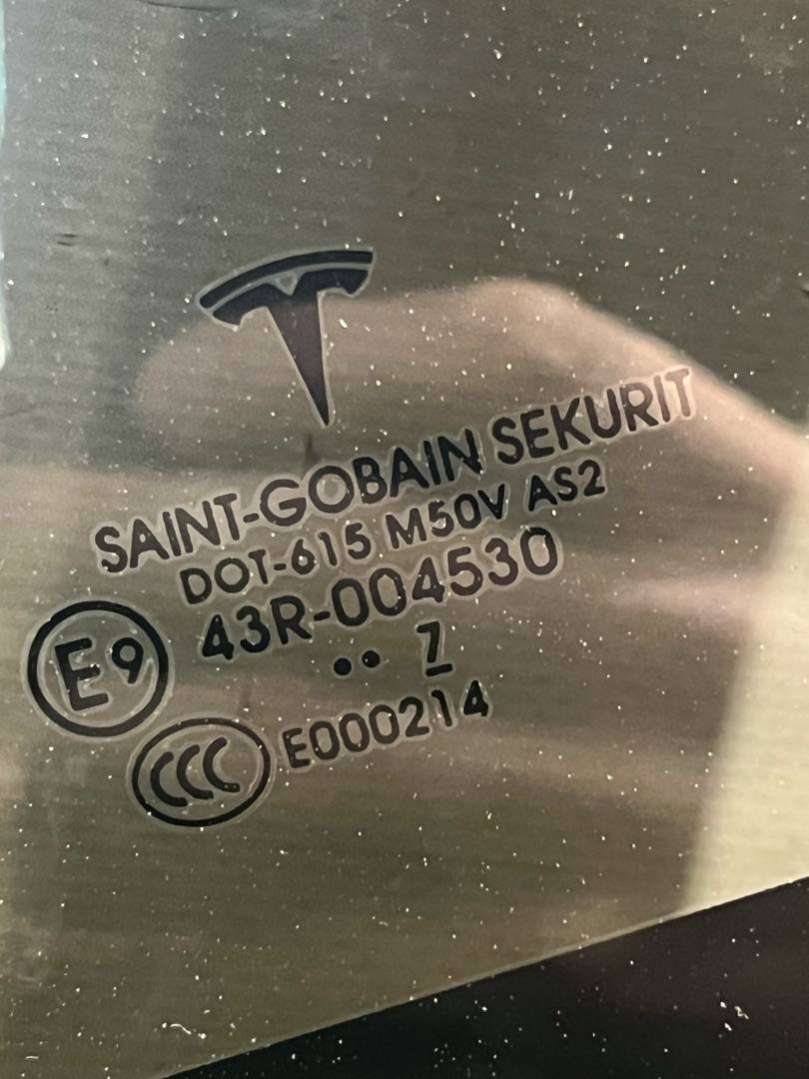 SAINT-GOBAIN SEKURIT
DOT-615 M50V AS2
E9 43R-004530
•• 7
CCC E000214